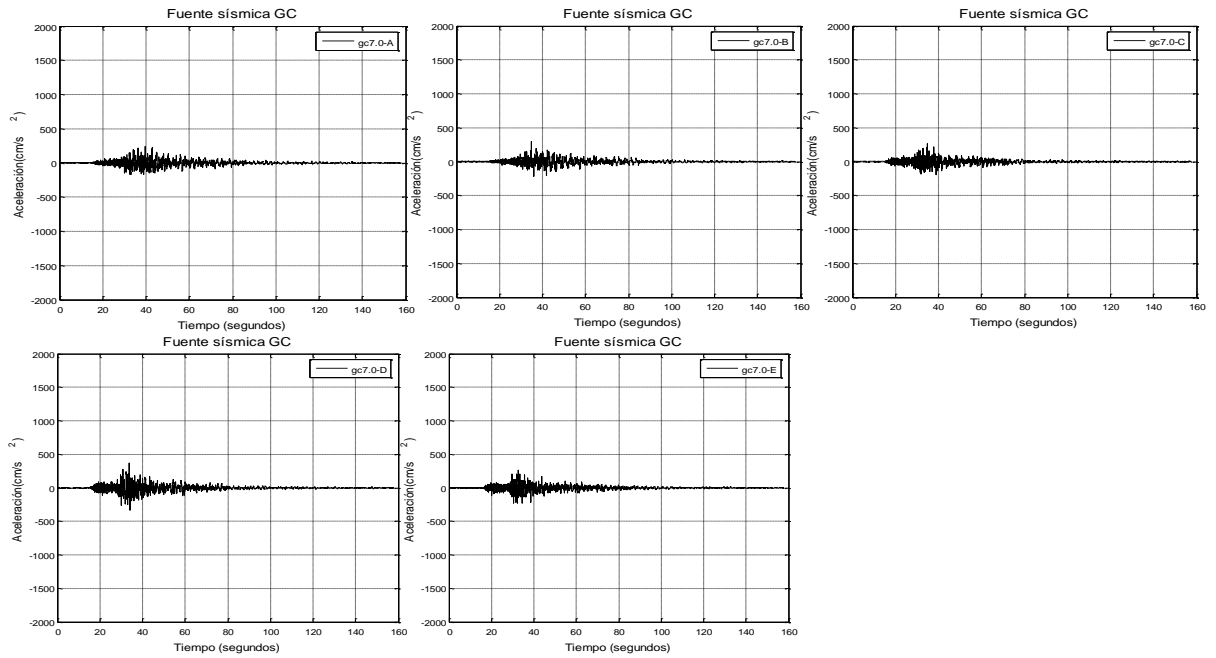 Fuente sísmica GC
gc7.0-A
2000
1500
1000
500
0
-500
-1000
-1500
-2000
Aceleración(cm/s2)
0 20 40 60 80 100 120 140 160
Tiempo (segundos)
Fuente sísmica GC
gc7.0-B
2000
1500
1000
500
0
-500
-1000
-1500
-2000
Aceleración(cm/s2)
0 20 40 60 80 100 120 140 160
Tiempo (segundos)
Fuente sísmica GC
gc7.0-C
2000
1500
1000
500
0
-500
-1000
-1500
-2000
Aceleración(cm/s2)
0 20 40 60 80 100 120 140 160
Tiempo (segundos)
Fuente sísmica GC
gc7.0-D
2000
1500
1000
500
0
-500
-1000
-1500
-2000
Aceleración(cm/s2)
0 20 40 60 80 100 120 140 160
Tiempo (segundos)
Fuente sísmica GC
gc7.0-E
2000
1500
1000
500
0
-500
-1000
-1500
-2000
Aceleración(cm/s2)
0 20 40 60 80 100 120 140 160
Tiempo (segundos)